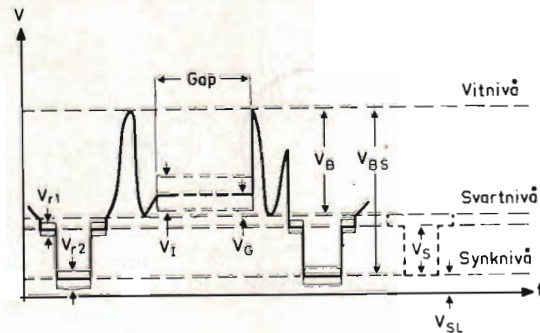 V
Gap
Vitnivå
V_B
V_BS
V_r1
Svartnivå
V_r2
V_I
V_G
V_S
Synknivå
t
V_SL